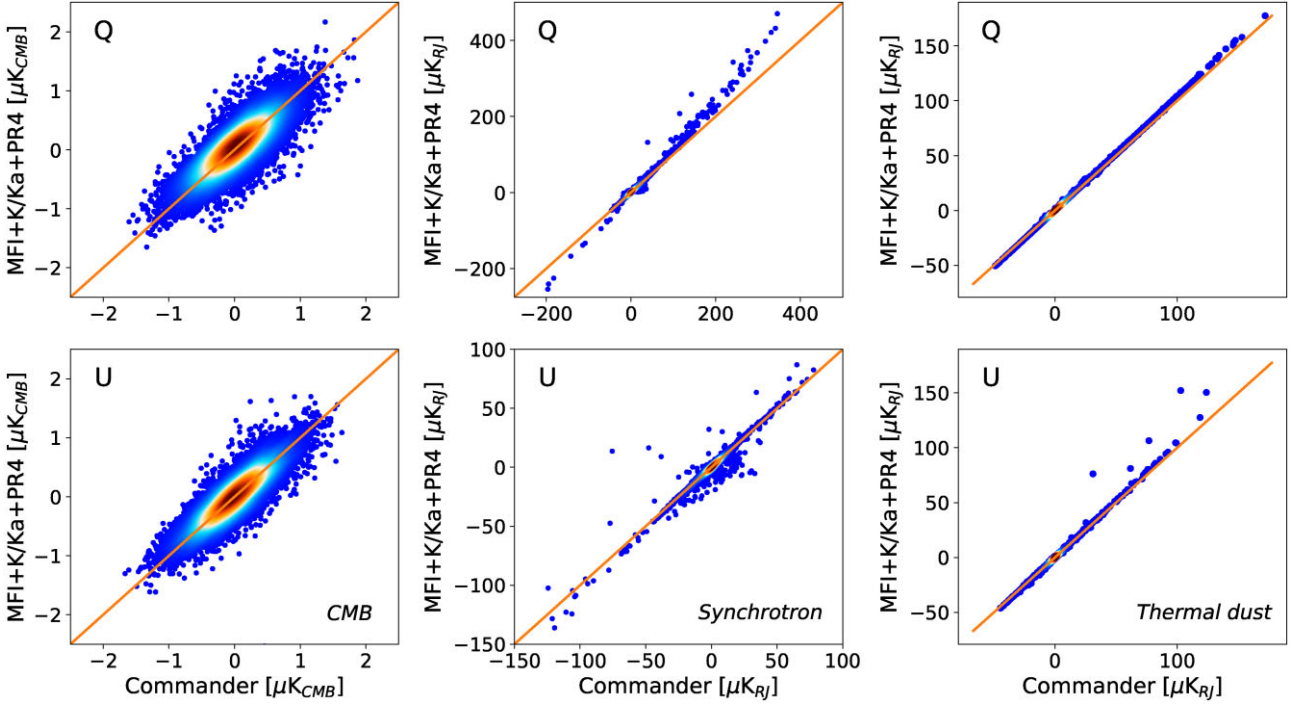 Q
MFI+K/Ka+PR4 [μK_CMB]
2
1
0
−1
−2
−2 −1 0 1 2
Q
MFI+K/Ka+PR4 [μK_RJ]
400
200
0
−200
−200 0 200 400
Q
MFI+K/Ka+PR4 [μK_RJ]
150
100
50
0
−50
0 100
U
MFI+K/Ka+PR4 [μK_CMB]
2
1
0
−1
−2
CMB
−2 −1 0 1 2
Commander [μK_CMB]
U
MFI+K/Ka+PR4 [μK_RJ]
100
50
0
−50
−100
−150
Synchrotron
−150 −100 −50 0 50 100
Commander [μK_RJ]
U
MFI+K/Ka+PR4 [μK_RJ]
150
100
50
0
−50
Thermal dust
0 100
Commander [μK_RJ]